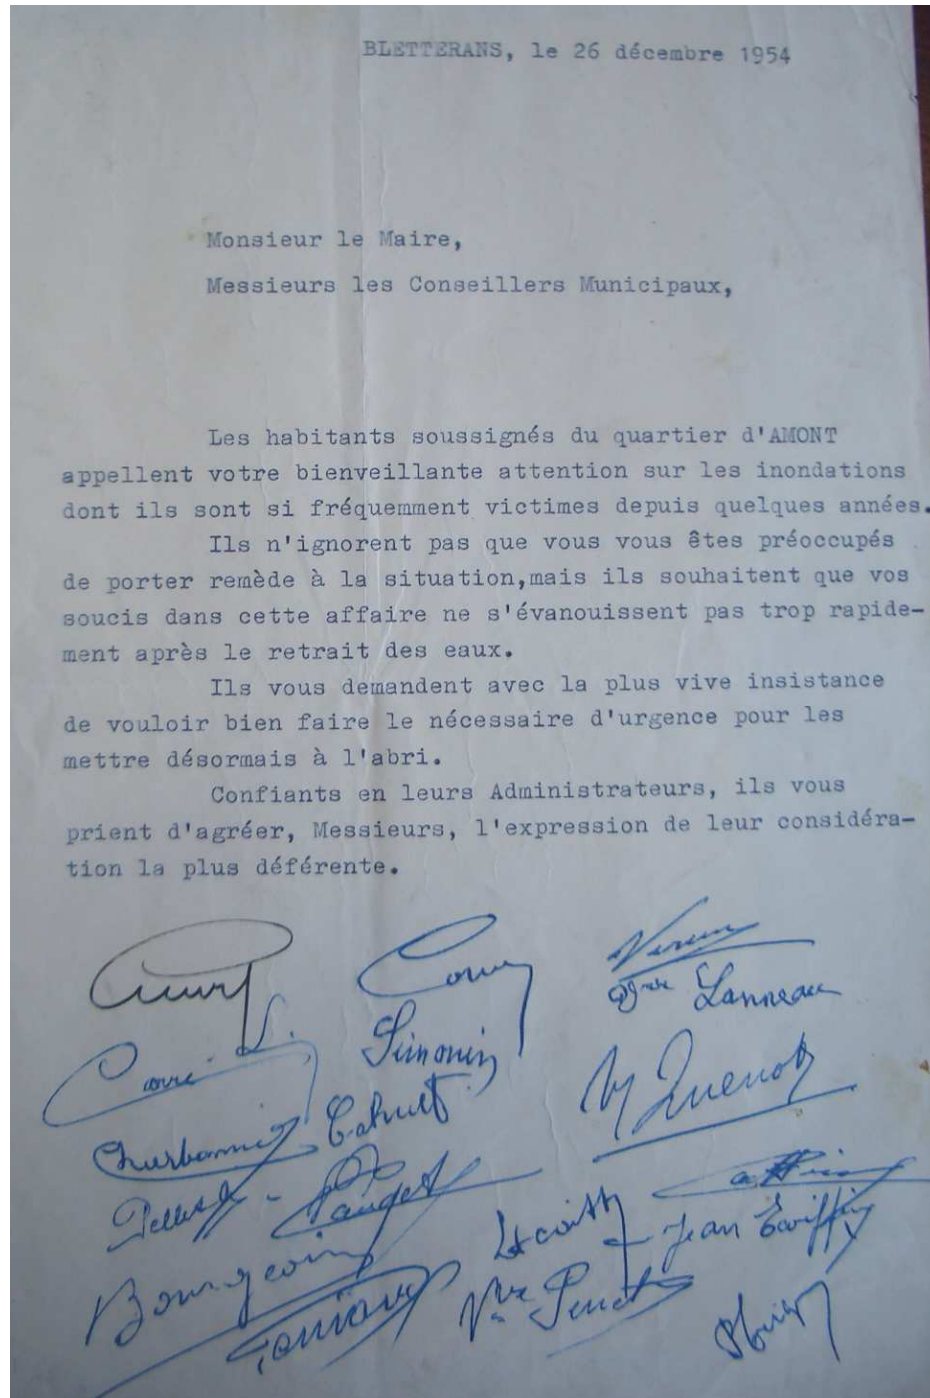 BLETTERANS, le 26 décembre 1954
Monsieur le Maire,
Messieurs les Conseillers Municipaux,
Les habitants soussignés du quartier d'AMONT
appellent votre bienveillante attention sur les inondations
dont ils sont si fréquemment victimes depuis quelques années.
Ils n'ignorent pas que vous vous êtes préoccupés
de porter remède à la situation,mais ils souhaitent que vos
soucis dans cette affaire ne s'évanouissent pas trop rapide-
ment après le retrait des eaux.
Ils vous demandent avec la plus vive insistance
de vouloir bien faire le nécessaire d'urgence pour les
mettre désormais à l'abri.
Confiants en leurs Administrateurs, ils vous
prient d'agréer, Messieurs, l'expression de leur considéra-
tion la plus déférente.
Lanneau
Simonin
Quenot
Bourgeois
Jean